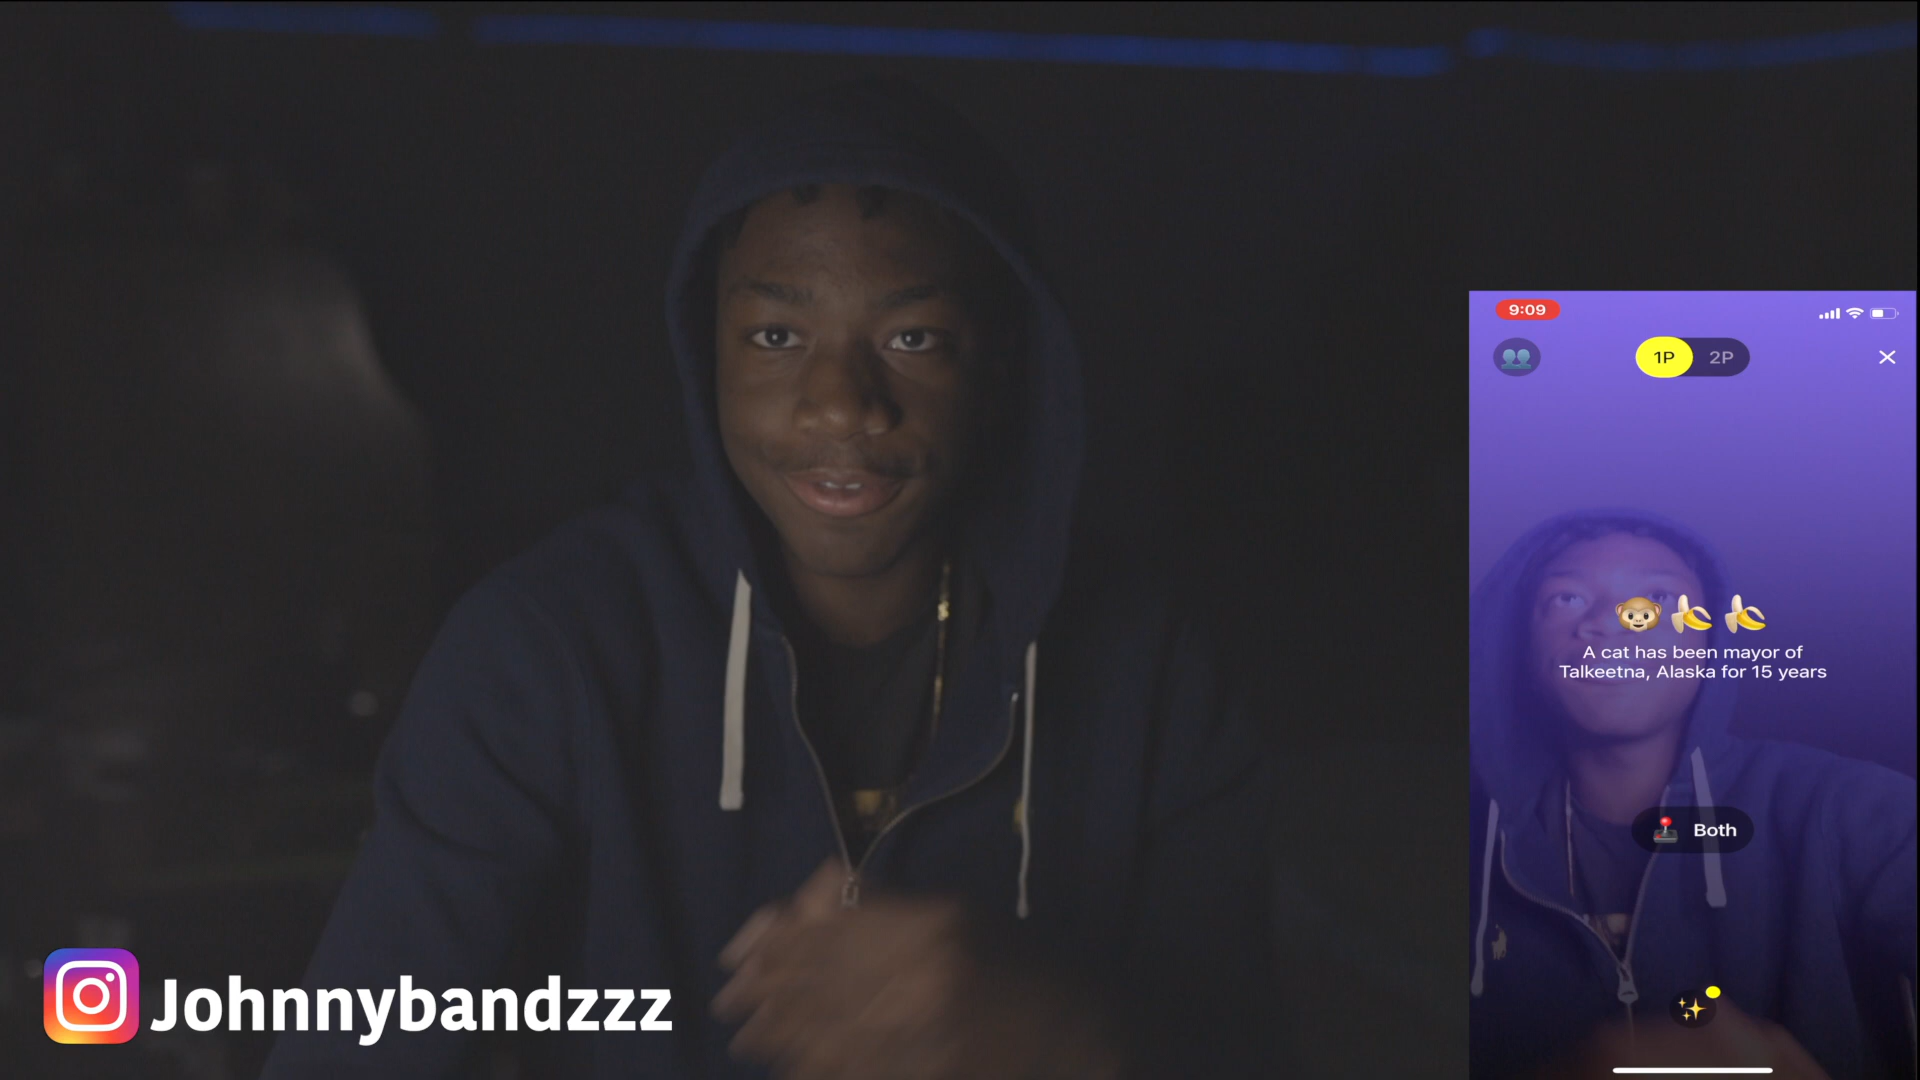 9:09
1P 2P
A cat has been mayor of
Talkeetna, Alaska for 15 years
Both
Johnnybandzzz